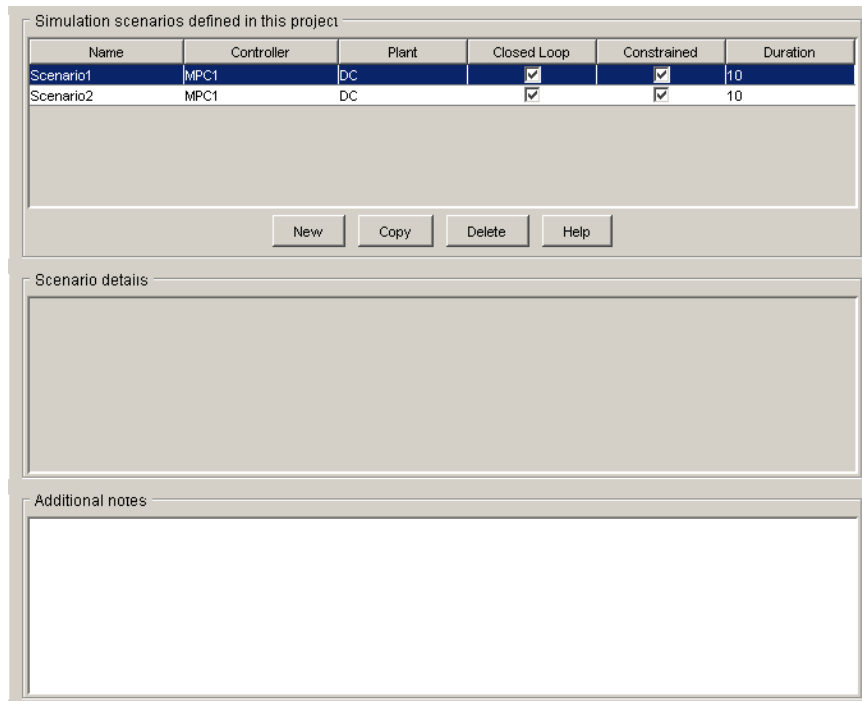 Simulation scenarios defined in this project
Name Controller Plant Closed Loop Constrained Duration
Scenario1 MPC1 DC 10
Scenario2 MPC1 DC 10
New Copy Delete Help
Scenario details
Additional notes